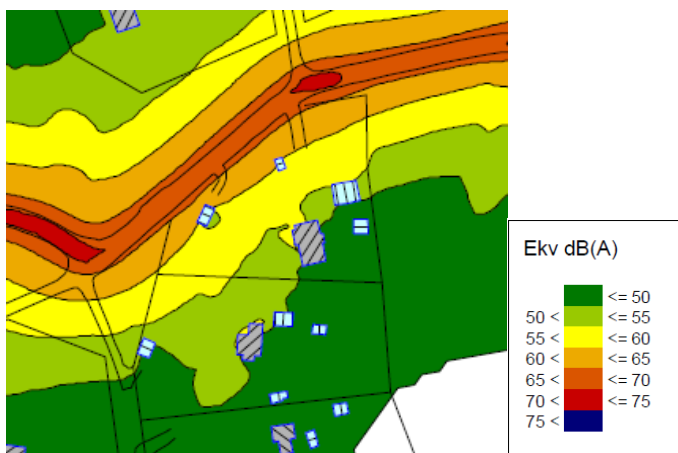 Ekv dB(A)
<= 50
50 < <= 55
55 < <= 60
60 < <= 65
65 < <= 70
70 < <= 75
75 <